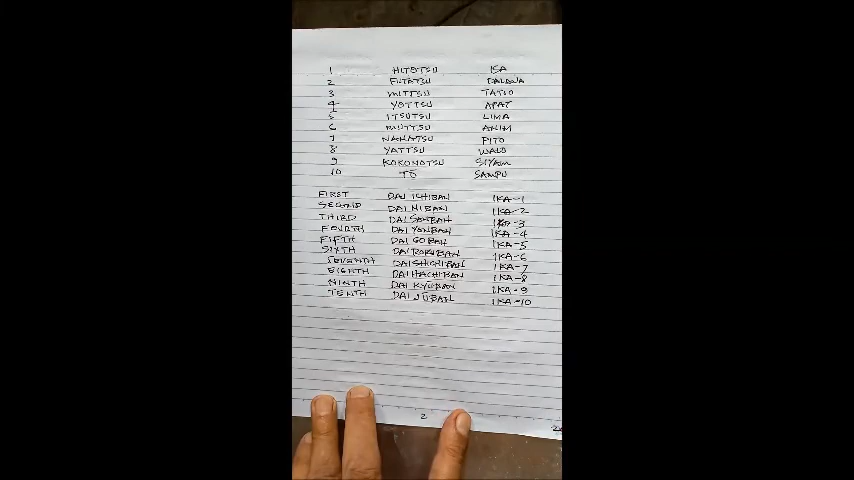 1 HITOTSU ISA
2 FUTATSU DALAWA
3 MITTSU TATLO
4 YOTTSU APAT
5 ITSUTSU LIMA
6 MUTTSU ANIM
7 NANATSU PITO
8 YATTSU WALO
9 KOKONOTSU SIYAM
10 TŌ SAMPU
FIRST DAI ICHIBAN IKA-1
SECOND DAI NIBAN IKA-2
THIRD DAI SANBAN IKA-3
FOURTH DAI YONBAN IKA-4
FIFTH DAI GOBAN IKA-5
SIXTH DAI ROKUBAN IKA-6
SEVENTH DAI SHICHIBAN IKA-7
EIGHTH DAI HACHIBAN IKA-8
NINTH DAI KYUBAN IKA-9
TENTH DAI JŪBAN IKA-10
2